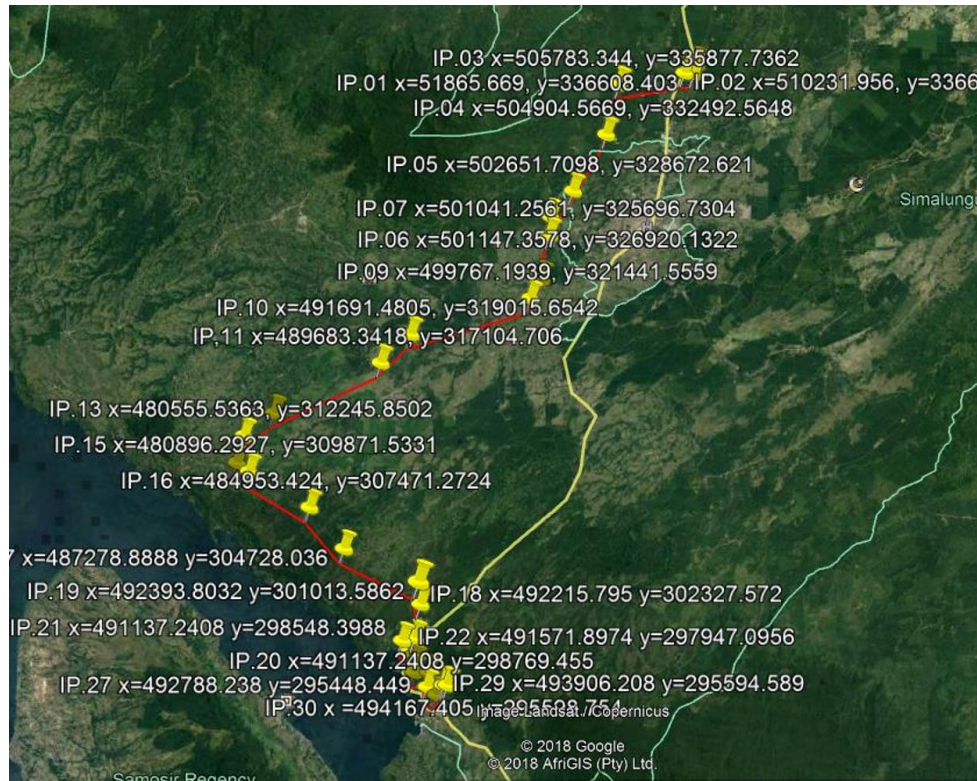 IP.03 x=505783.344, y=335877.7362
IP.01 x=51865.669, y=336608.403
IP.02 x=510231.956, y=3366
IP.04 x=504904.5669, y=332492.5648
IP.05 x=502651.7098, y=328672.621
Simalung
IP.07 x=501041.2561, y=325696.7304
IP.06 x=501147.3578, y=326920.1322
IP.09 x=499767.1939, y=321441.5559
IP.10 x=491691.4805, y=319015.6542
IP,11 x=489683.3418, y=317104.706
IP.13 x=480555.5363, y=312245.8502
IP.15 x=480896.2927, y=309871.5331
IP.16 x=484953.424, y=307471.2724
7 x=487278.8888 y=304728.036
IP.19 x=492393.8032 y=301013.5862
IP.18 x=492215.795 y=302327.572
IP.21 x=491137.2408 y=298548.3988
IP.22 x=491571.8974 y=297947.0956
IP.20 x=491137.2408 y=298769.455
IP.27 x=492788.238 y=295448.449
IP.29 x=493906.208 y=295594.589
IP.30 x =494167.405 y=295528.754
Image Landsat / Copernicus
© 2018 Google
© 2018 AfriGIS (Pty) Ltd.
Samosir Regency